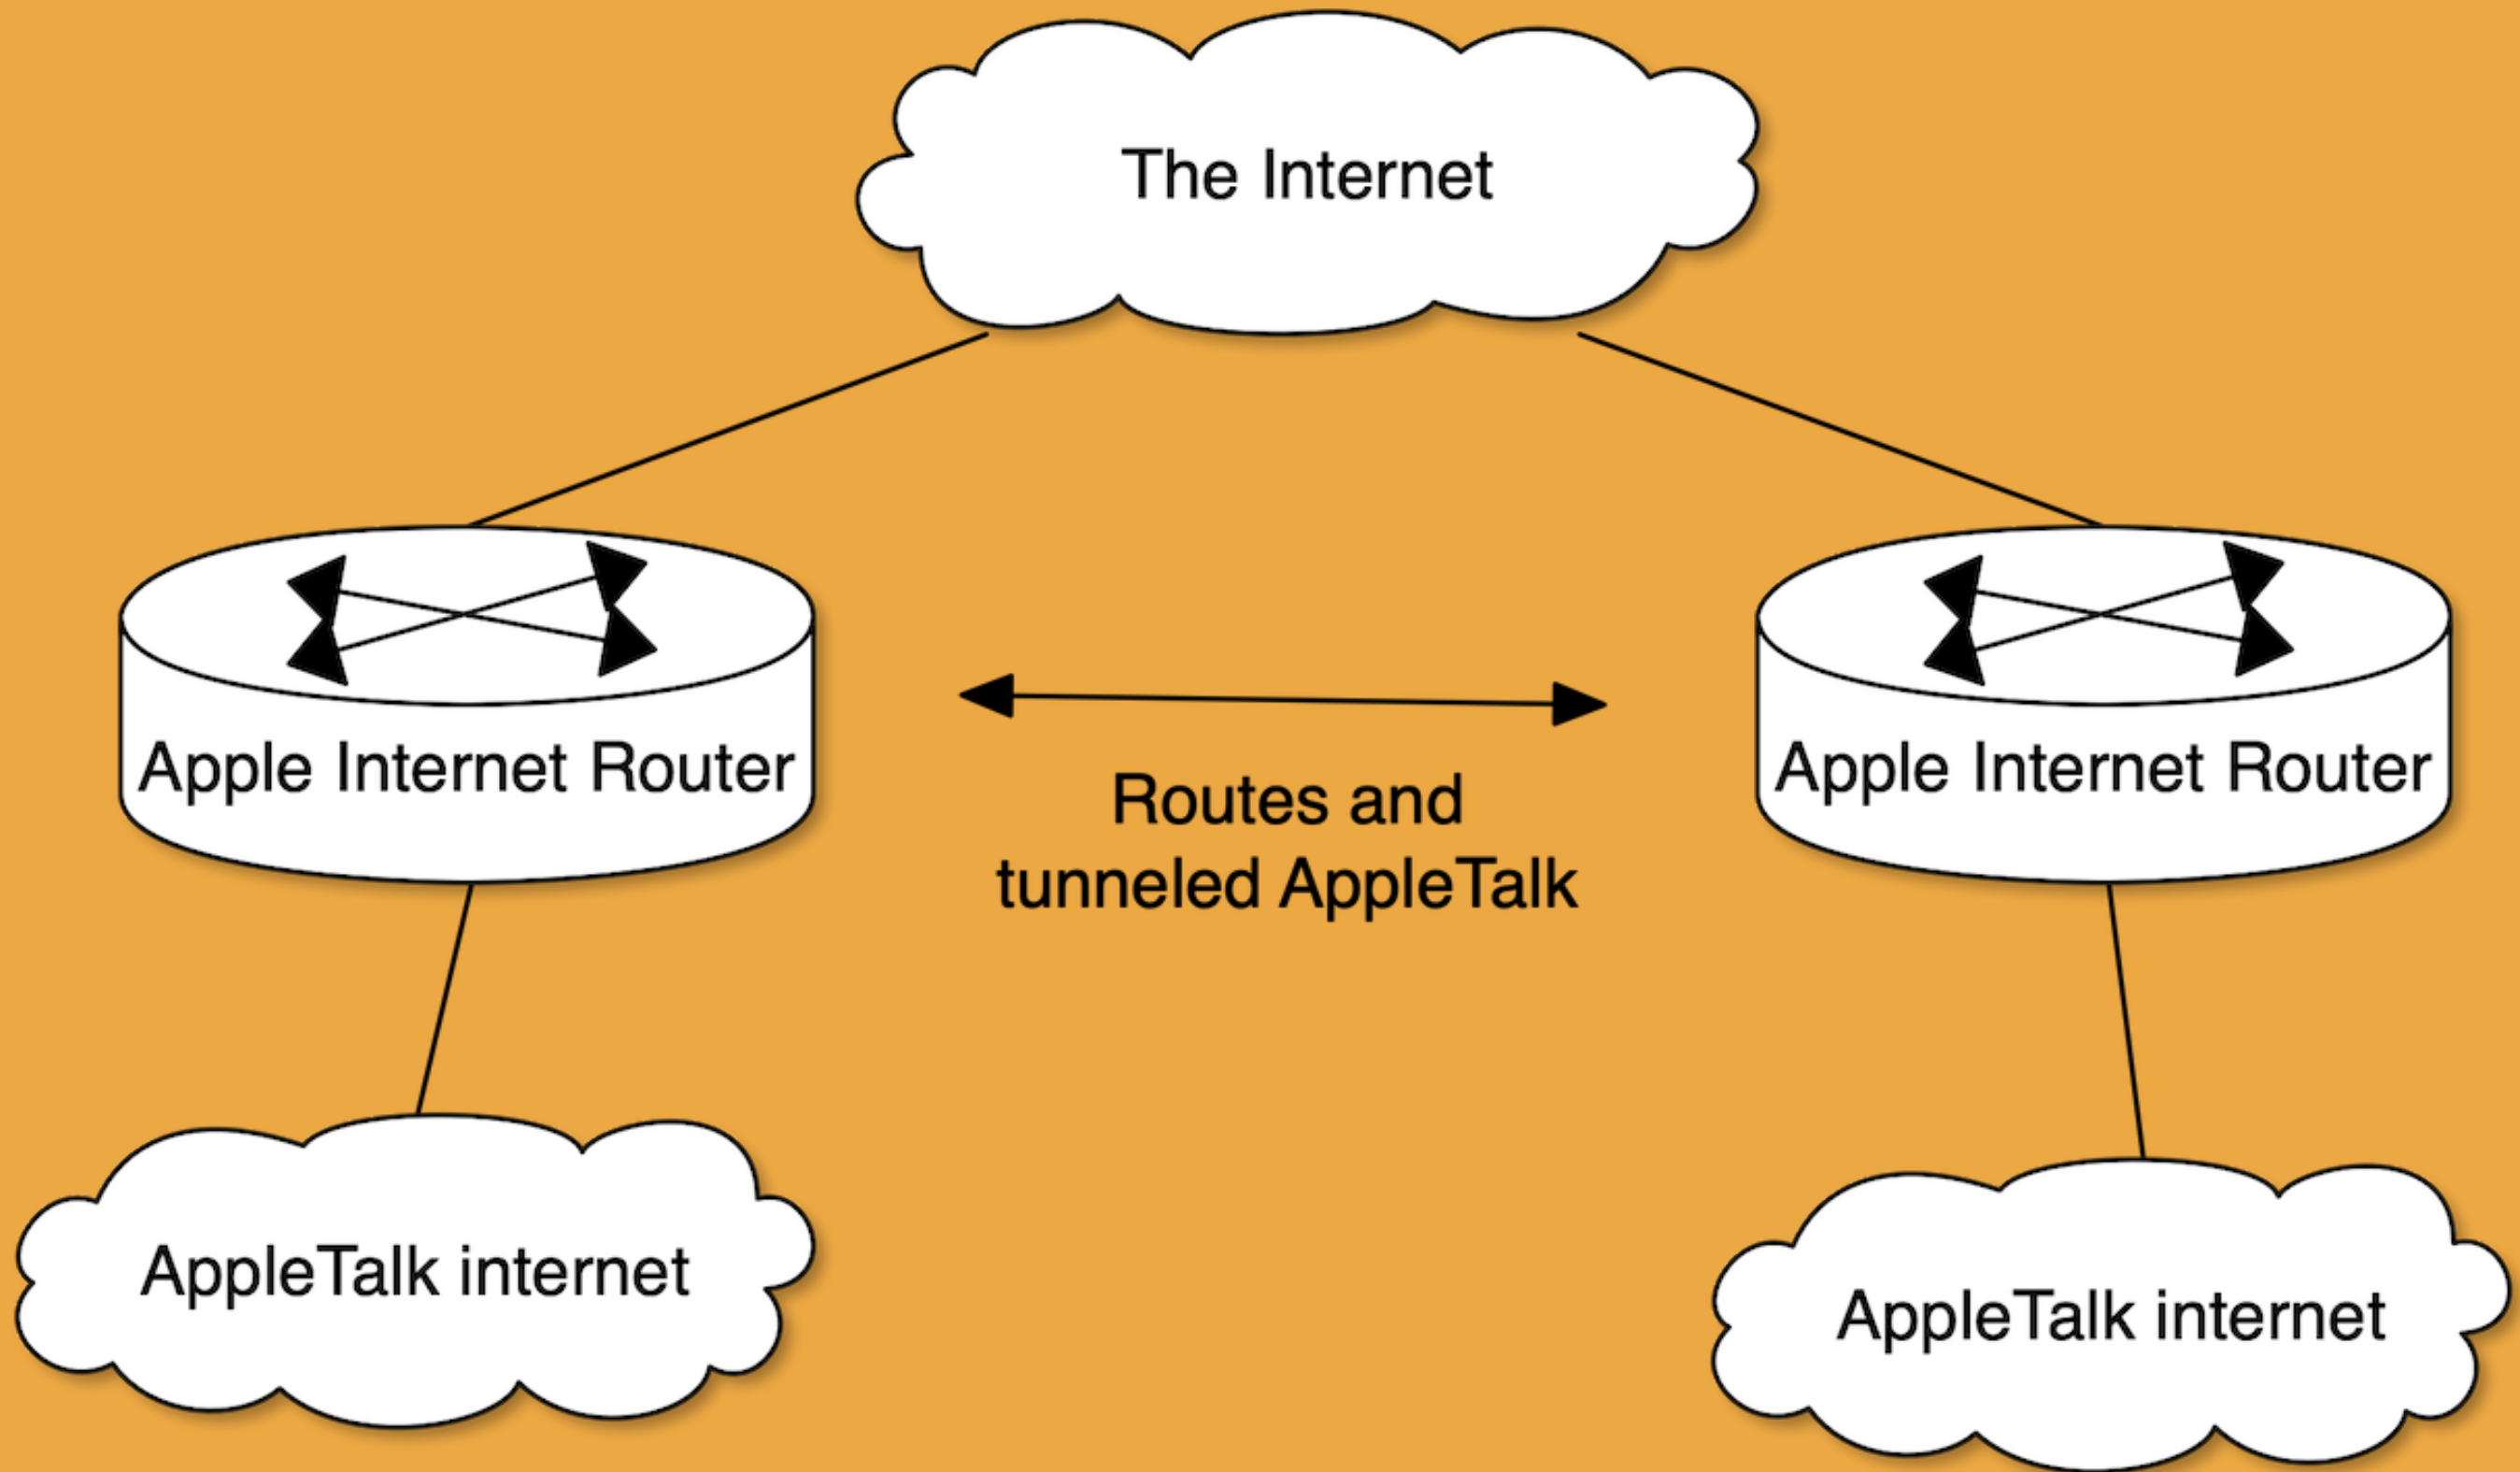 The Internet
Apple Internet Router
Apple Internet Router
Routes and
tunneled AppleTalk
AppleTalk internet
AppleTalk internet